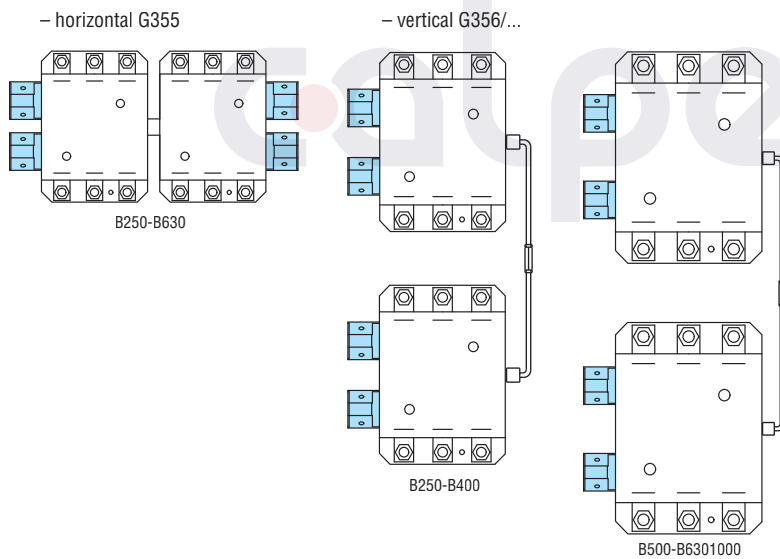 – horizontal G355
– vertical G356/...
B250-B630
B250-B400
B500-B6301000